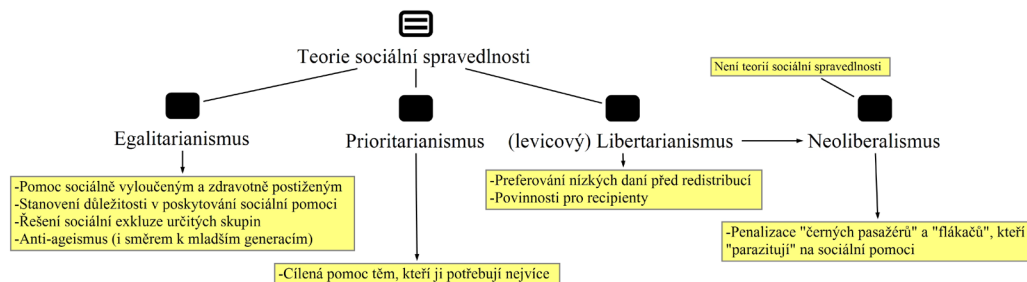 Teorie sociální spravedlnosti
Není teorií sociální spravedlnosti
Egalitarianismus
Prioritarianismus
(levicový) Libertarianismus
Neoliberalismus
-Pomoc sociálně vyloučeným a zdravotně postiženým
-Stanovení důležitosti v poskytování sociální pomoci
-Řešení sociální exkluze určitých skupin
-Anti-ageismus (i směrem k mladším generacím)
-Cílená pomoc těm, kteří ji potřebují nejvíce
-Preferování nízkých daní před redistribucí
-Povinnosti pro recipienty
-Penalizace "černých pasažérů" a "flákačů", kteří
"parazitují" na sociální pomoci